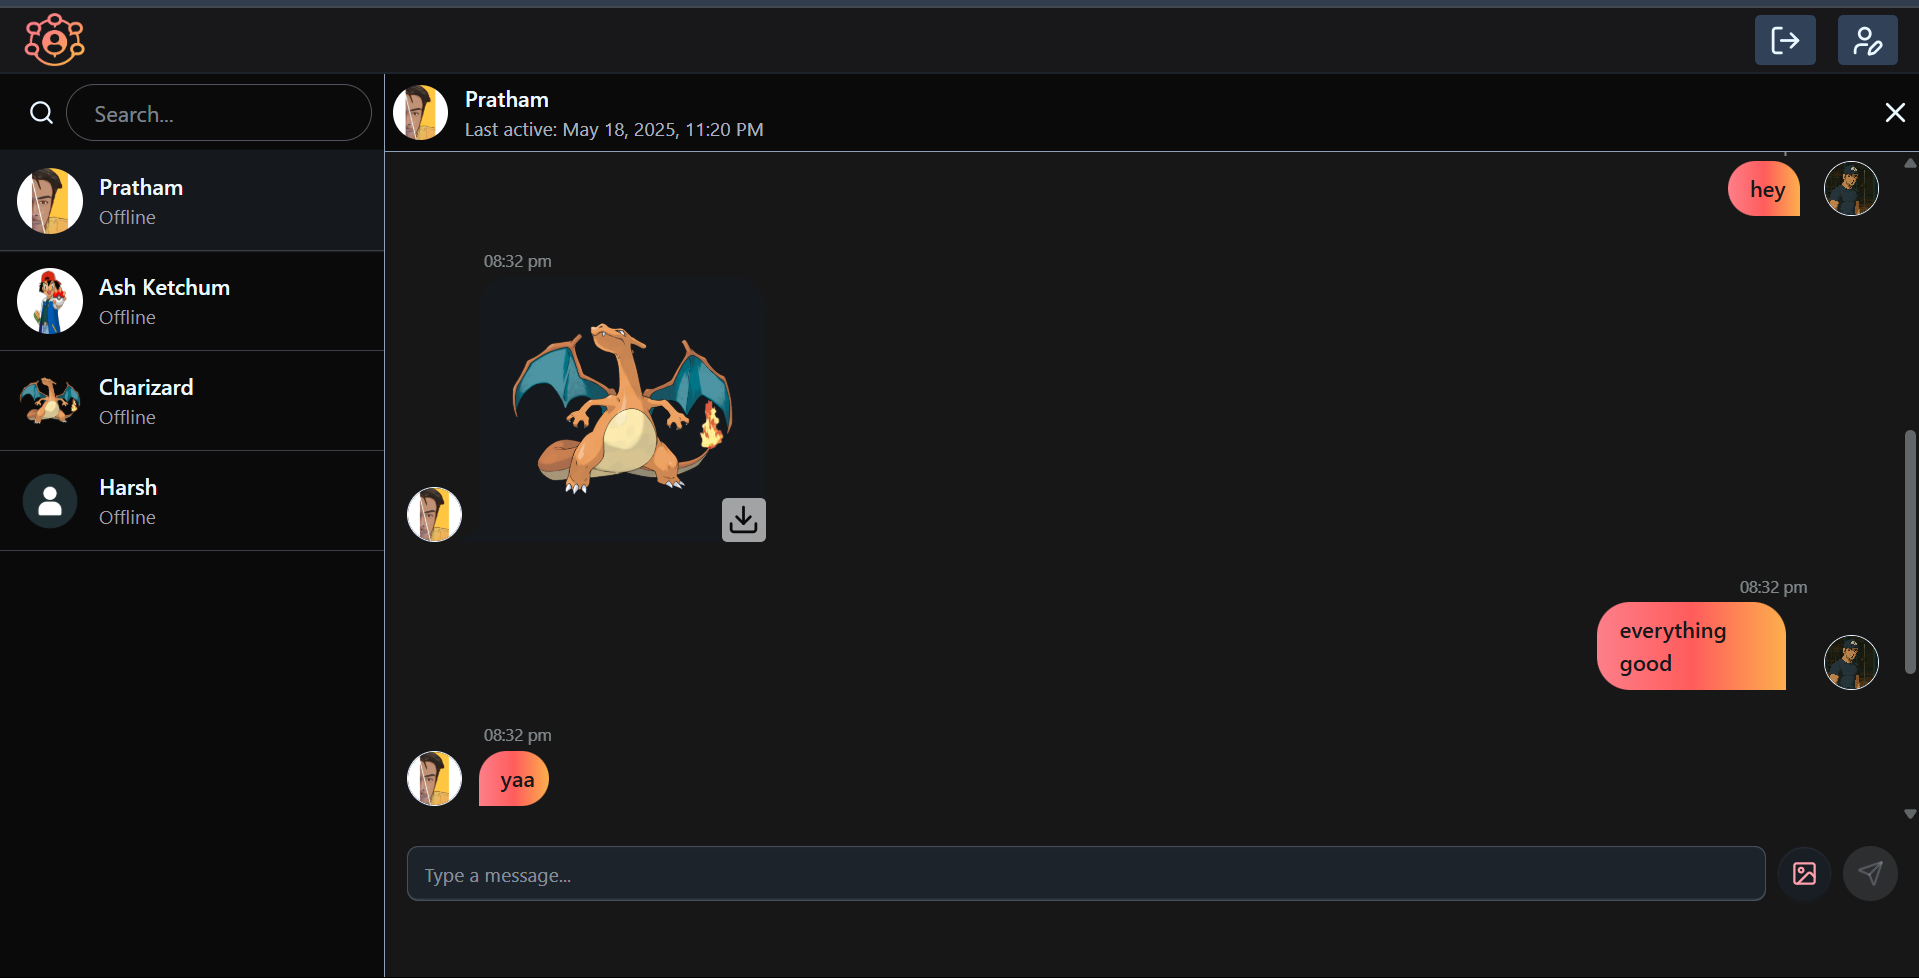 Search...
Pratham
Offline
Ash Ketchum
Offline
Charizard
Offline
Harsh
Offline
Pratham
Last active: May 18, 2025, 11:20 PM
hey
08:32 pm
08:32 pm
everything
good
08:32 pm
yaa
Type a message...